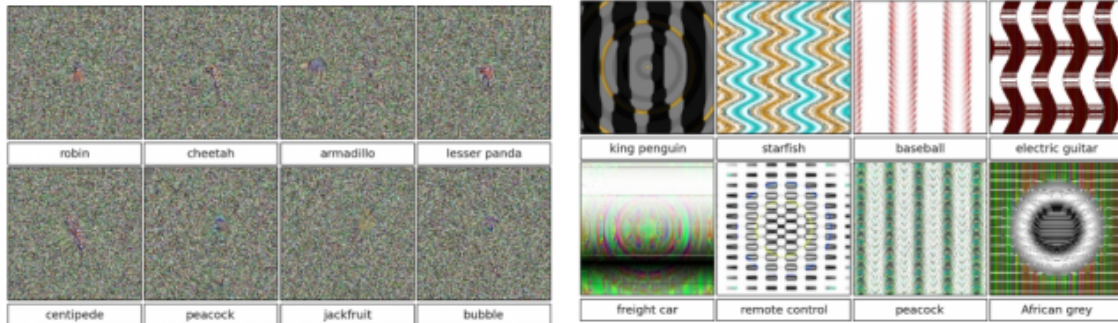 robin
cheetah
armadillo
lesser panda
centipede
peacock
jackfruit
bubble
king penguin
starfish
baseball
electric guitar
freight car
remote control
peacock
African grey